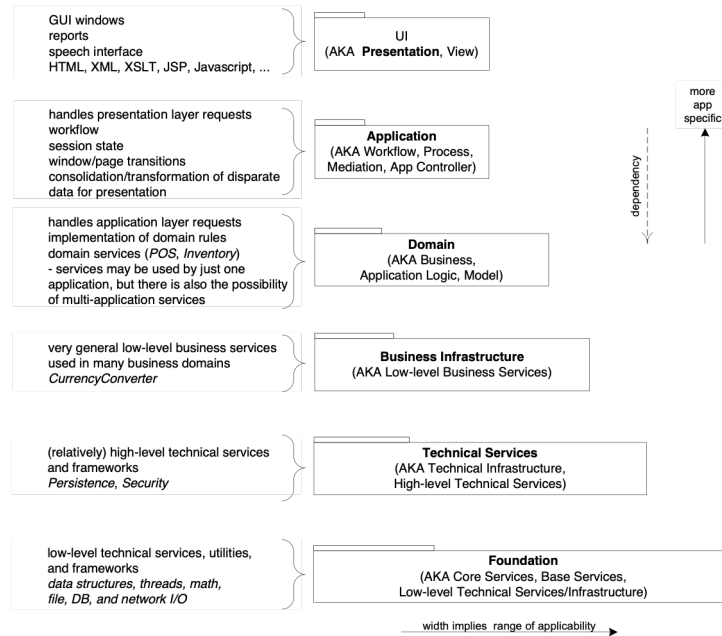 GUI windows
reports
speech interface
HTML, XML, XSLT, JSP, Javascript, ...
UI
(AKA Presentation, View)
handles presentation layer requests
workflow
session state
window/page transitions
consolidation/transformation of disparate
data for presentation
Application
(AKA Workflow, Process,
Mediation, App Controller)
handles application layer requests
implementation of domain rules
domain services (POS, Inventory)
- services may be used by just one
application, but there is also the possibility
of multi-application services
Domain
(AKA Business,
Application Logic, Model)
dependency
more
app
specific
very general low-level business services
used in many business domains
CurrencyConverter
Business Infrastructure
(AKA Low-level Business Services)
(relatively) high-level technical services
and frameworks
Persistence, Security
Technical Services
(AKA Technical Infrastructure,
High-level Technical Services)
low-level technical services, utilities,
and frameworks
data structures, threads, math,
file, DB, and network I/O
Foundation
(AKA Core Services, Base Services,
Low-level Technical Services/Infrastructure)
width implies range of applicability